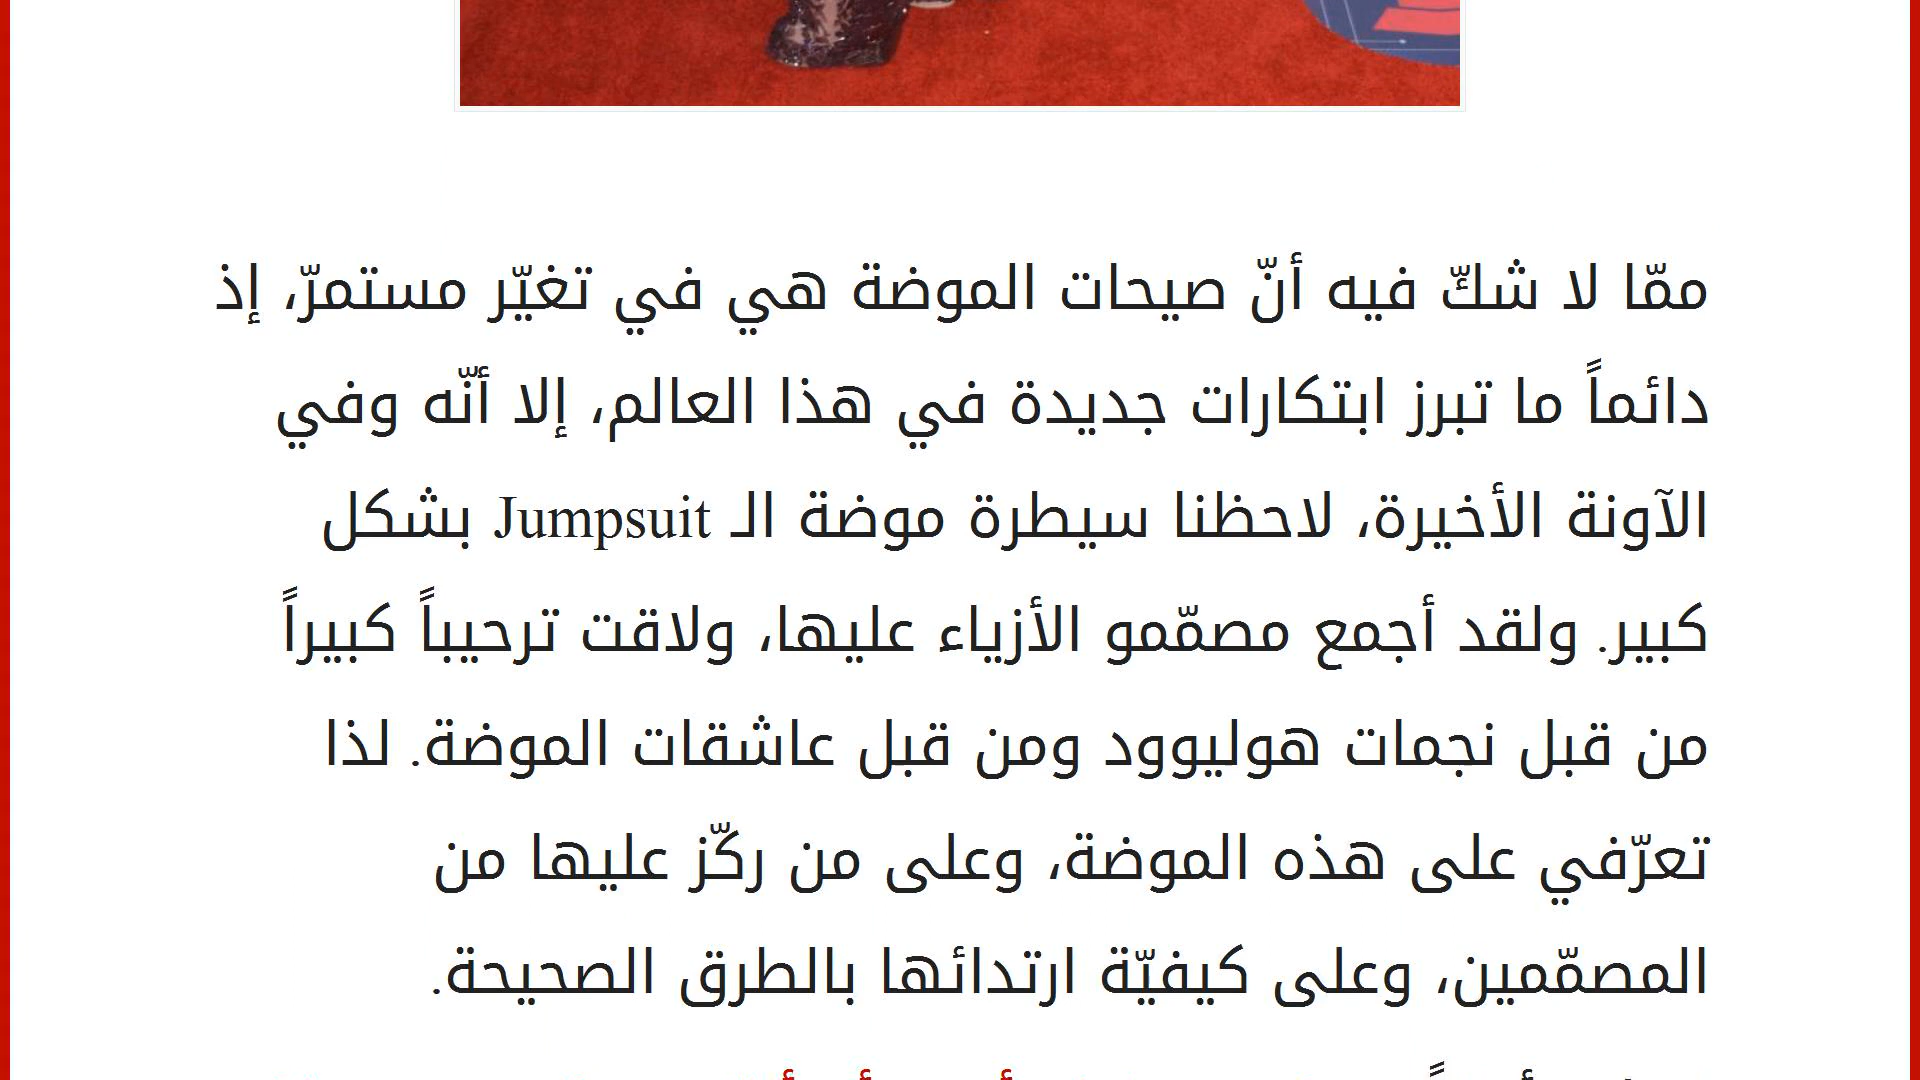 ممّا لا شكّ فيه أنّ صيحات الموضة هي في تغيّر مستمرّ، إذ
دائماً ما تبرز ابتكارات جديدة في هذا العالم، إلا أنّه وفي
الآونة الأخيرة، لاحظنا سيطرة موضة الـ Jumpsuit بشكل
كبير. ولقد أجمع مصمّمو الأزياء عليها، ولاقت ترحيباً كبيراً
من قبل نجمات هوليوود ومن قبل عاشقات الموضة. لذا
تعرّفي على هذه الموضة، وعلى من ركّز عليها من
المصمّمين، وعلى كيفيّة ارتدائها بالطرق الصحيحة.